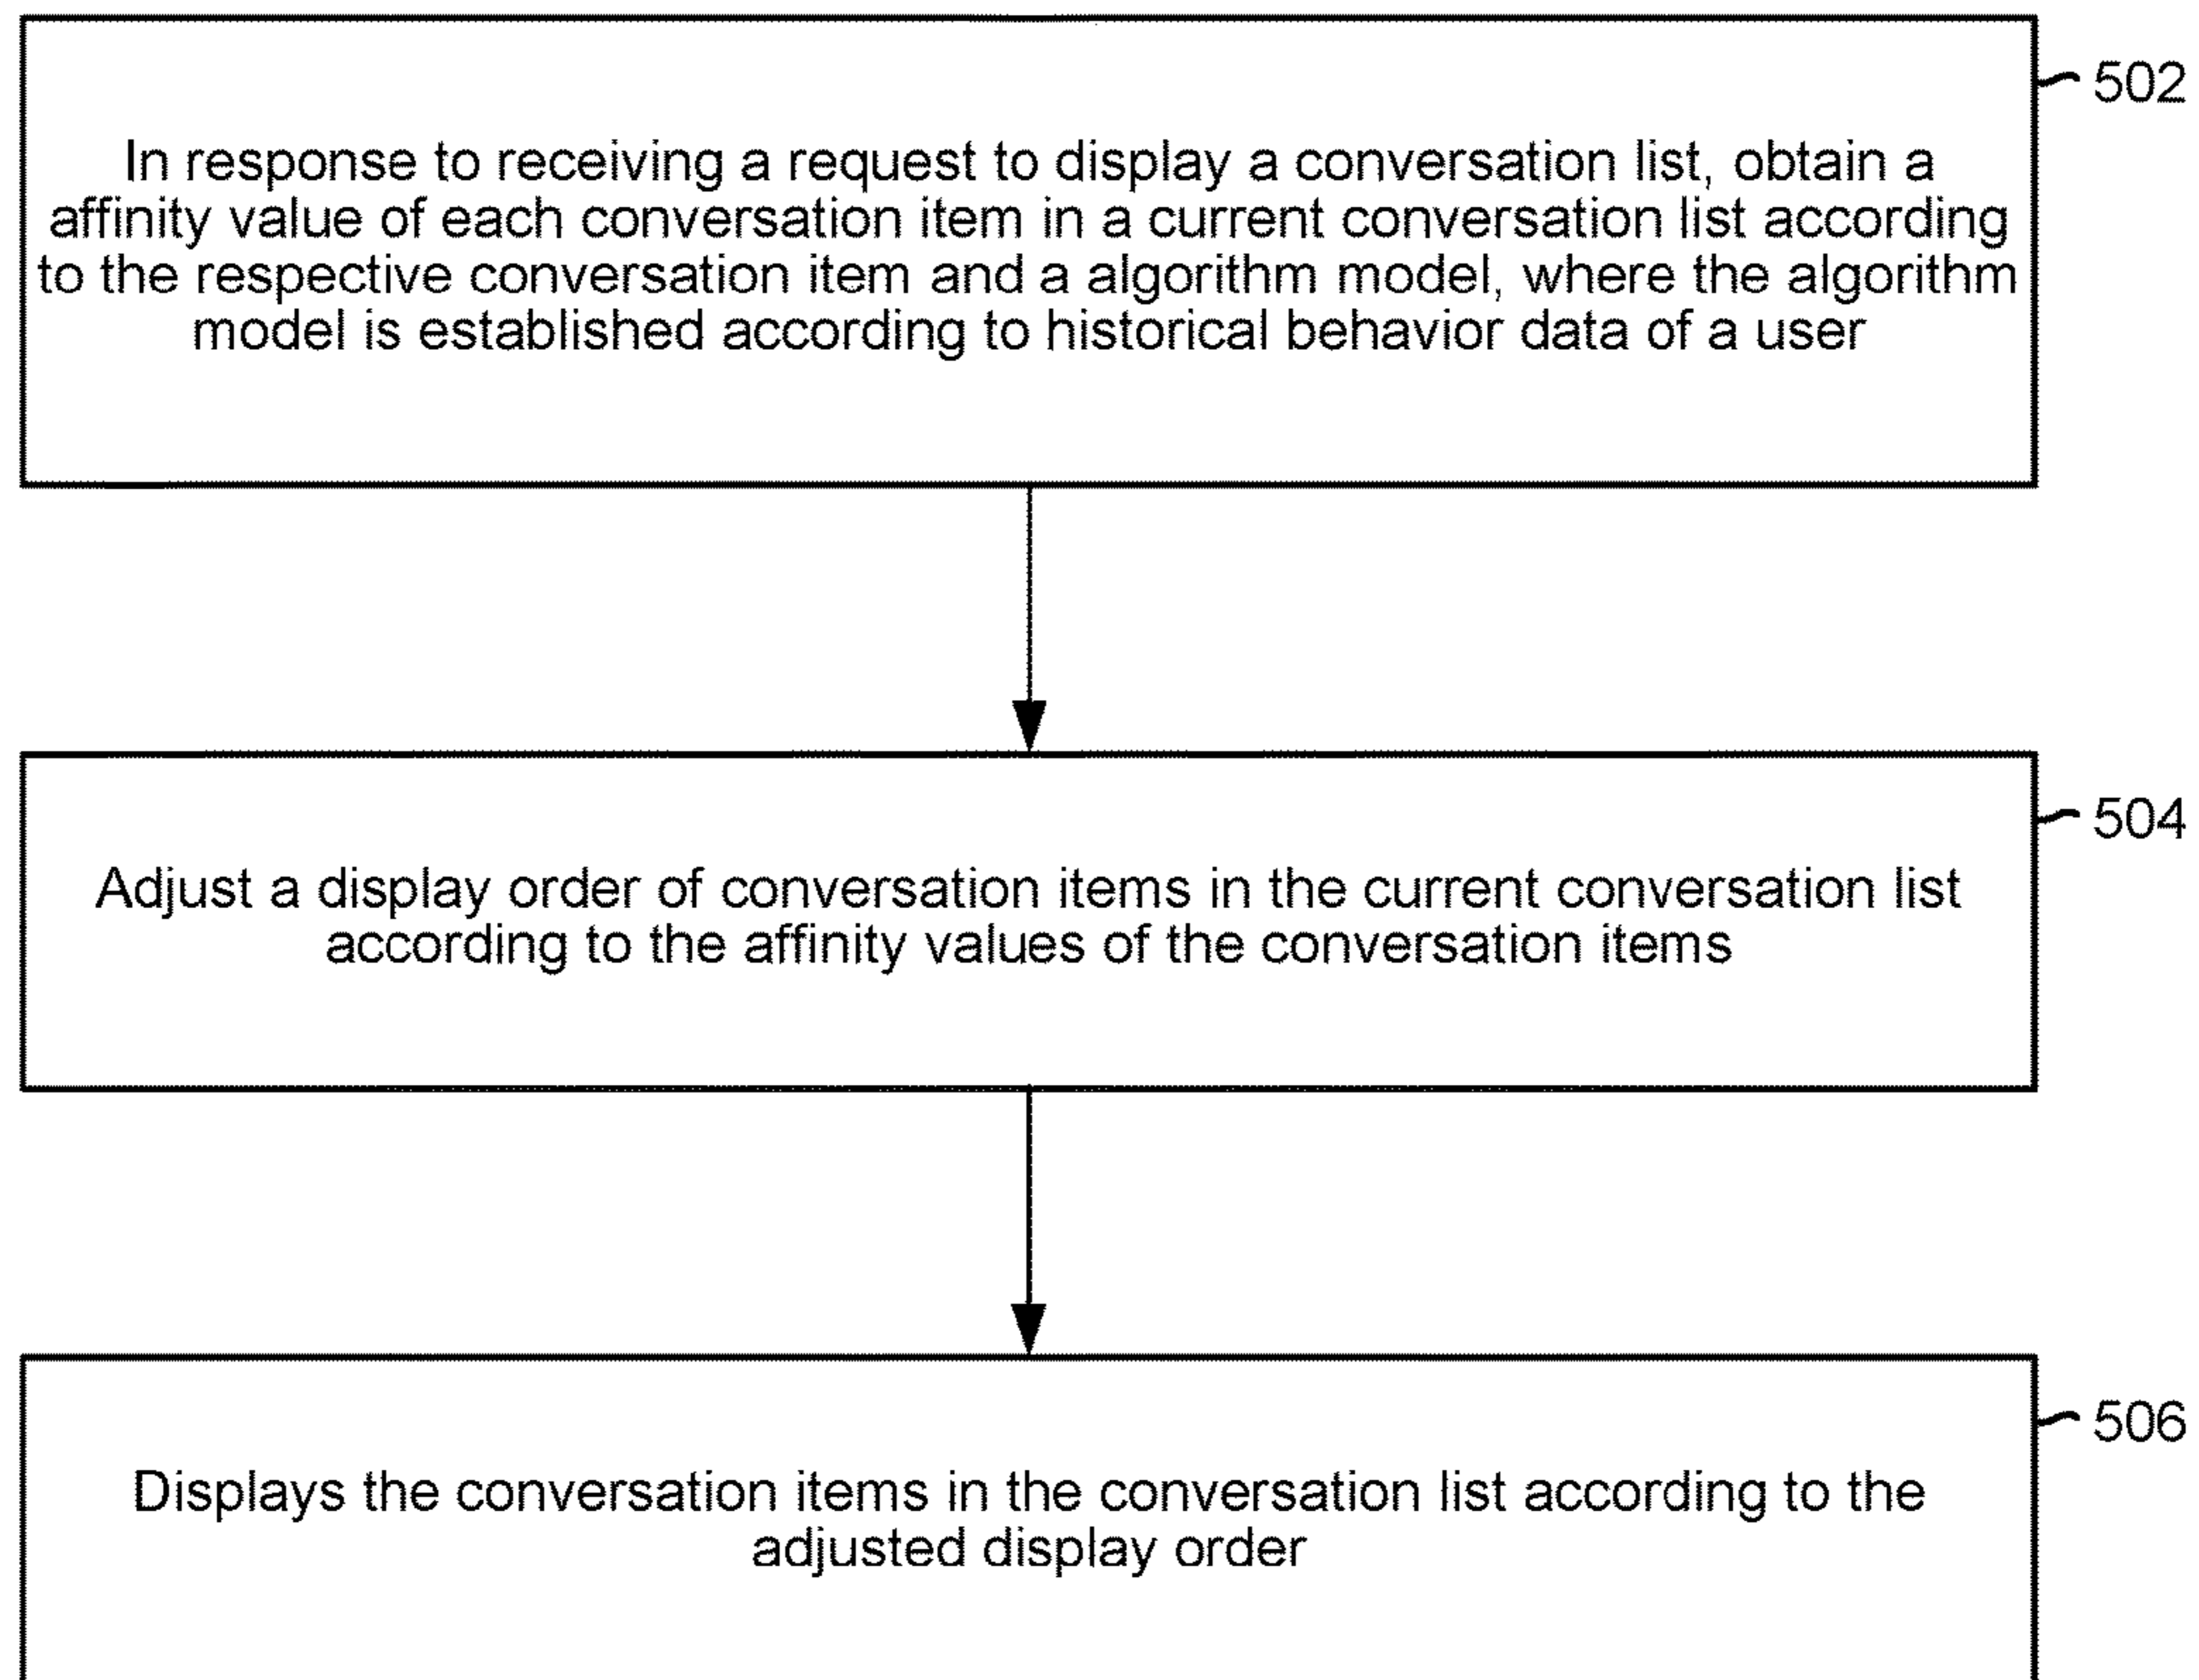 502
In response to receiving a request to display a conversation list, obtain a
affinity value of each conversation item in a current conversation list according
to the respective conversation item and a algorithm model, where the algorithm
model is established according to historical behavior data of a user
504
Adjust a display order of conversation items in the current conversation list
according to the affinity values of the conversation items
506
Displays the conversation items in the conversation list according to the
adjusted display order